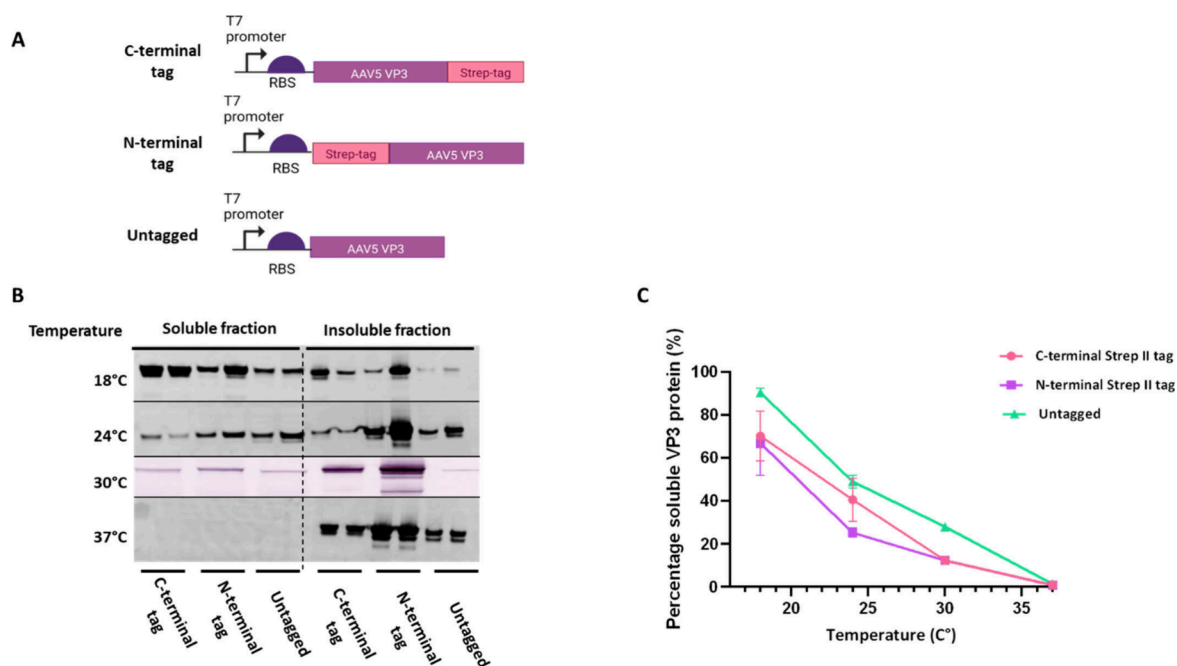 A
C-terminal
tag
T7
promoter
RBS
AAV5 VP3
Strep-tag
N-terminal
tag
T7
promoter
RBS
Strep-tag
AAV5 VP3
Untagged
T7
promoter
RBS
AAV5 VP3
B
Temperature
Soluble fraction
Insoluble fraction
18°C
24°C
30°C
37°C
C-terminal
tag
N-terminal
tag
Untagged
C-terminal
tag
N-terminal
tag
Untagged
C
C-terminal Strep II tag
N-terminal Strep II tag
Untagged
Percentage soluble VP3 protein (%)
100
80
60
40
20
0
20
25
30
35
Temperature (C°)